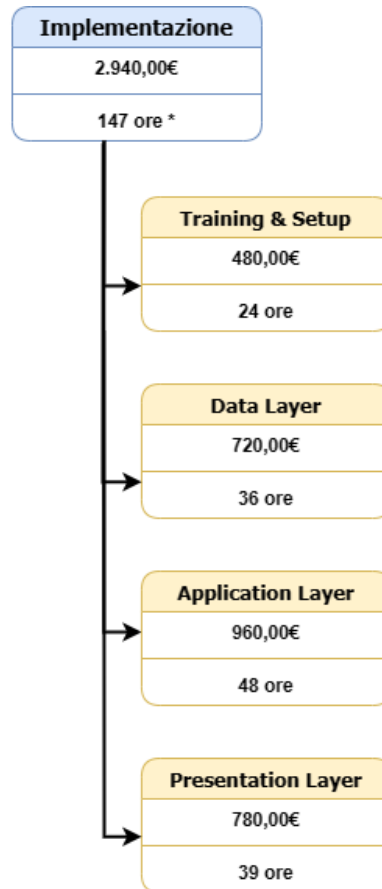 Implementazione
2.940,00€
147 ore *
Training & Setup
480,00€
24 ore
Data Layer
720,00€
36 ore
Application Layer
960,00€
48 ore
Presentation Layer
780,00€
39 ore